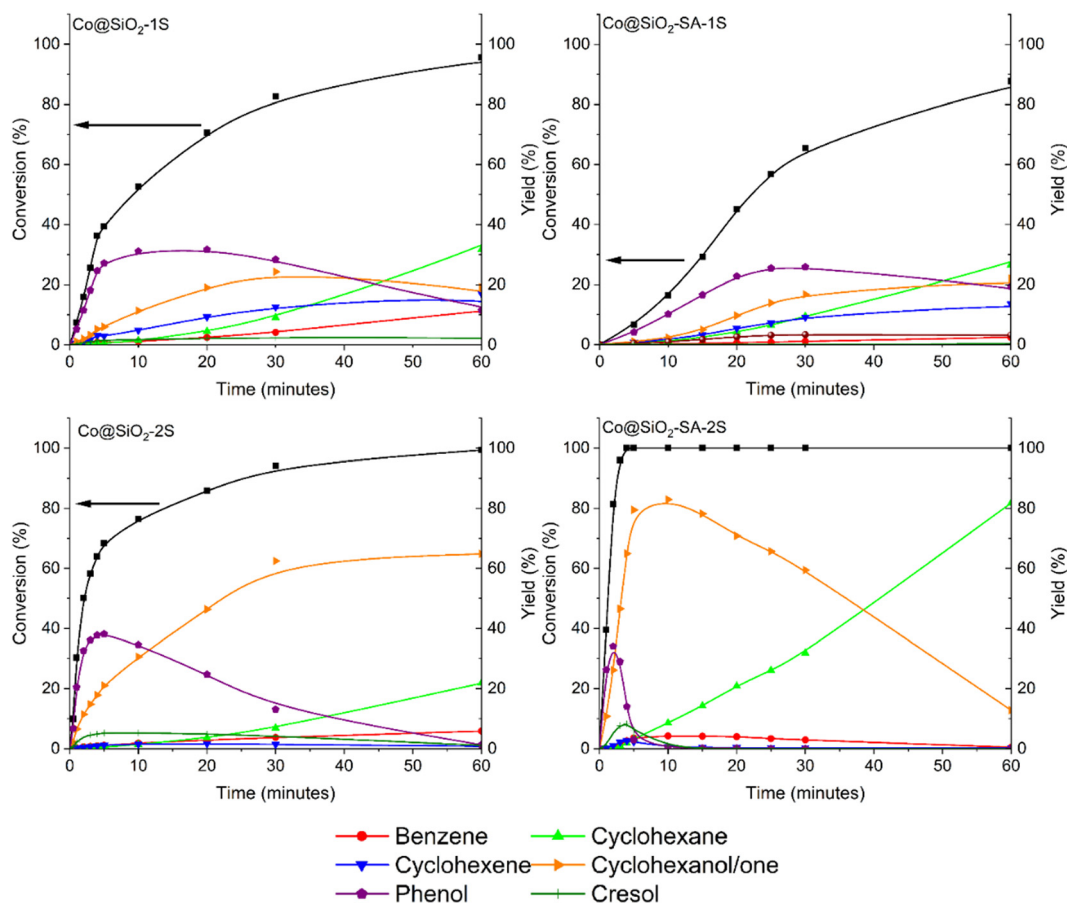 Co@SiO₂-1S
Conversion (%)
100
80
60
40
20
0
100
80
60
40
20
0
Yield (%)
0 10 20 30 40 50 60
Time (minutes)
Co@SiO₂-SA-1S
Conversion (%)
100
80
60
40
20
0
100
80
60
40
20
0
Yield (%)
0 10 20 30 40 50 60
Time (minutes)
Co@SiO₂-2S
Conversion (%)
100
80
60
40
20
0
100
80
60
40
20
0
Yield (%)
0 10 20 30 40 50 60
Time (minutes)
Co@SiO₂-SA-2S
Conversion (%)
100
80
60
40
20
0
100
80
60
40
20
0
Yield (%)
0 10 20 30 40 50 60
Time (minutes)
Benzene
Cyclohexane
Cyclohexene
Cyclohexanol/one
Phenol
Cresol